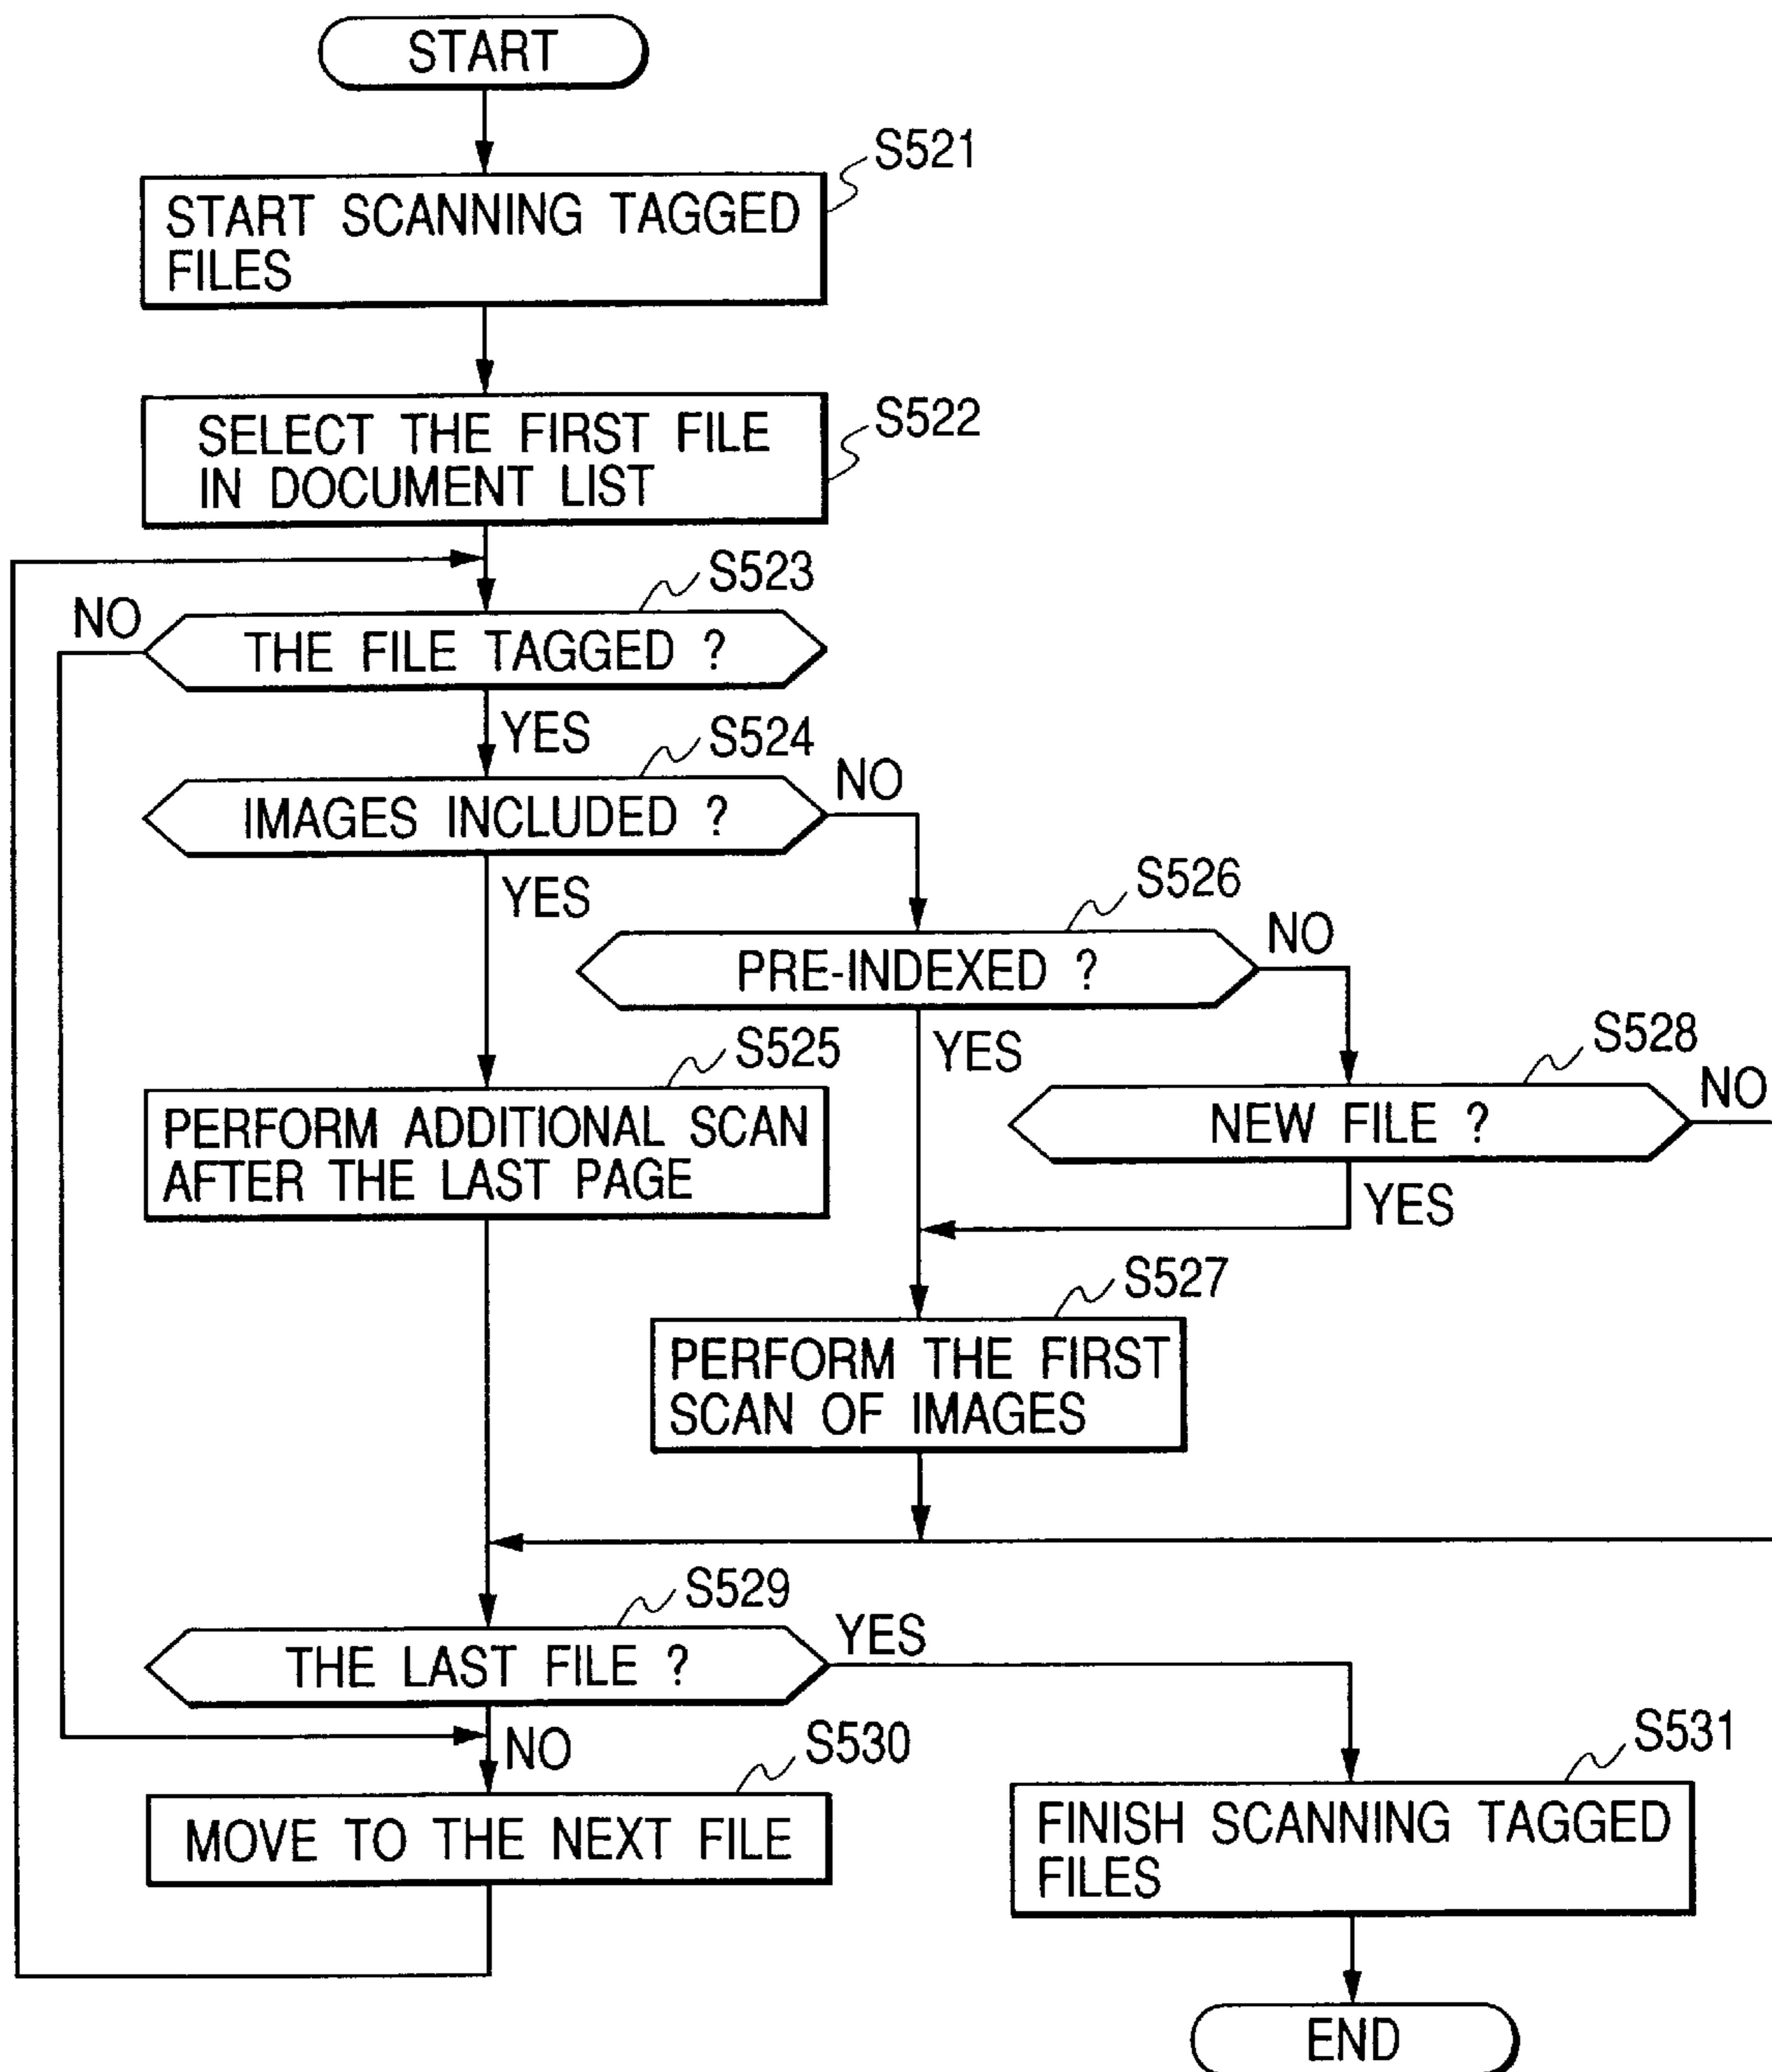 START
S521
START SCANNING TAGGED
FILES
S522
SELECT THE FIRST FILE
IN DOCUMENT LIST
S523
NO
THE FILE TAGGED ?
YES
S524
NO
IMAGES INCLUDED ?
YES
S526
NO
PRE-INDEXED ?
YES
S525
S528
NO
PERFORM ADDITIONAL SCAN
AFTER THE LAST PAGE
NEW FILE ?
YES
S527
PERFORM THE FIRST
SCAN OF IMAGES
S529
YES
THE LAST FILE ?
NO
S530
S531
MOVE TO THE NEXT FILE
FINISH SCANNING TAGGED
FILES
END